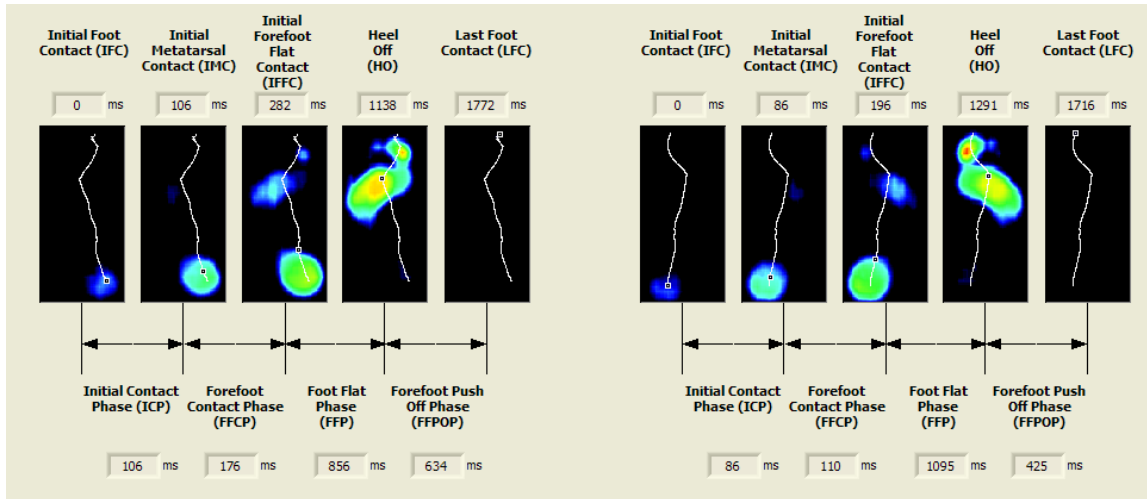 Initial Foot
Contact (IFC)
Initial
Metatarsal
Contact (IMC)
Initial
Forefoot
Flat
Contact
(IFFC)
Heel
Off
(HO)
Last Foot
Contact (LFC)
0 ms
106 ms
282 ms
1138 ms
1772 ms
Initial Contact
Phase (ICP)
Forefoot
Contact Phase
(FFCP)
Foot Flat
Phase
(FFP)
Forefoot Push
Off Phase
(FFPOP)
106 ms
176 ms
856 ms
634 ms
Initial Foot
Contact (IFC)
Initial
Metatarsal
Contact (IMC)
Initial
Forefoot
Flat
Contact
(IFFC)
Heel
Off
(HO)
Last Foot
Contact (LFC)
0 ms
86 ms
196 ms
1291 ms
1716 ms
Initial Contact
Phase (ICP)
Forefoot
Contact Phase
(FFCP)
Foot Flat
Phase
(FFP)
Forefoot Push
Off Phase
(FFPOP)
86 ms
110 ms
1095 ms
425 ms